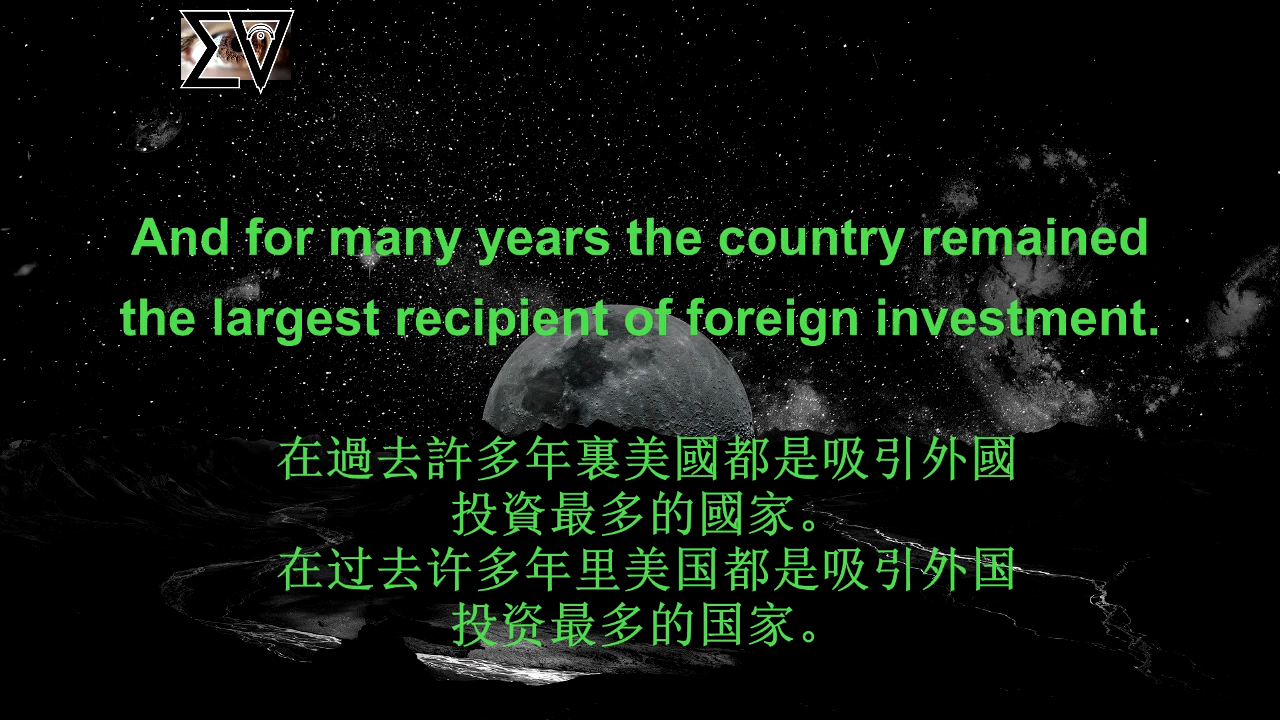 And for many years the country remained
the largest recipient of foreign investment.
在過去許多年裏美國都是吸引外國
投資最多的國家。
在过去许多年里美国都是吸引外国
投资最多的国家。